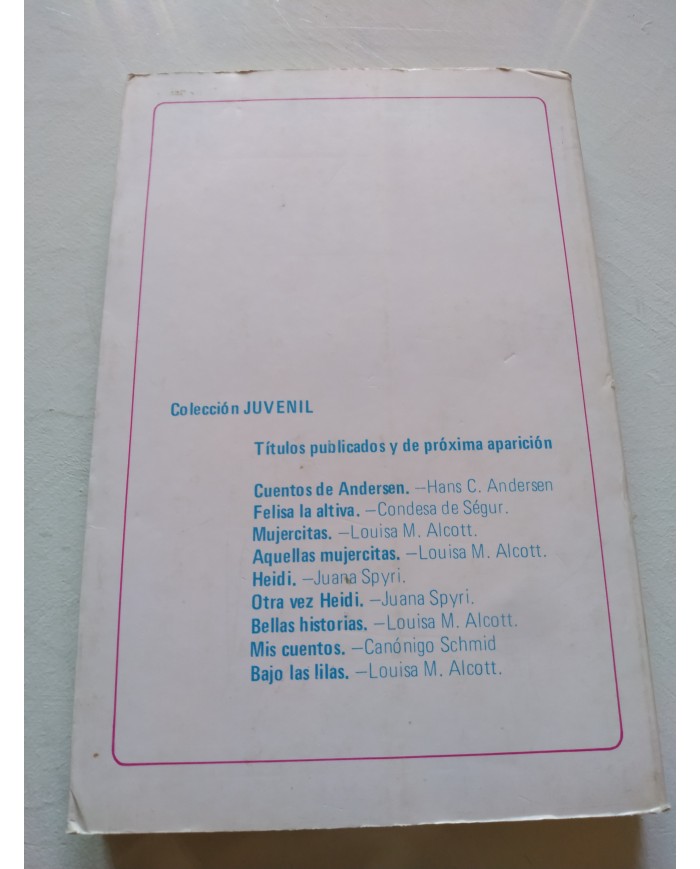 Colección JUVENIL
Títulos publicados y de próxima aparición
Cuentos de Andersen. —Hans C. Andersen
Felisa la altiva. —Condesa de Ségur.
Mujercitas. —Louisa M. Alcott.
Aquellas mujercitas. —Louisa M. Alcott.
Heidi. —Juana Spyri.
Otra vez Heidi. —Juana Spyri.
Bellas historias. —Louisa M. Alcott.
Mis cuentos. —Canónigo Schmid
Bajo las lilas. —Louisa M. Alcott.